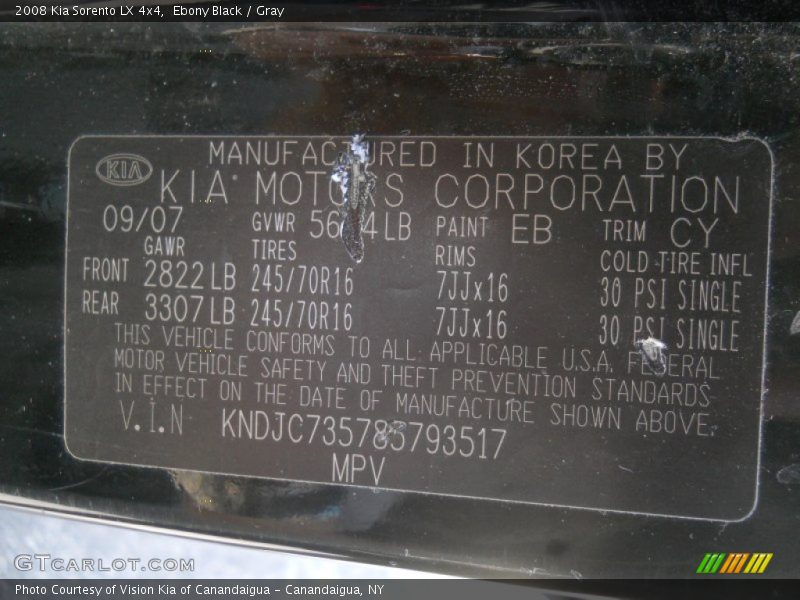 2008 Kia Sorento LX 4x4, Ebony Black / Gray
MANUFACTURED IN KOREA BY
KIA KIA MOTORS CORPORATION
09/07 GVWR LB PAINT EB TRIM CY
GAWR TIRES RIMS COLD TIRE INFL
FRONT 2822 LB 245/70R16 7JJx16 30 PSI SINGLE
REAR 3307 LB 245/70R16 7JJx16 30 PSI SINGLE
THIS VEHICLE CONFORMS TO ALL APPLICABLE U.S.A. FEDERAL
MOTOR VEHICLE SAFETY AND THEFT PREVENTION STANDARDS
IN EFFECT ON THE DATE OF MANUFACTURE SHOWN ABOVE.
V.I.N KNDJC735785793517
MPV
GTcarlot.com
Photo Courtesy of Vision Kia of Canandaigua - Canandaigua, NY